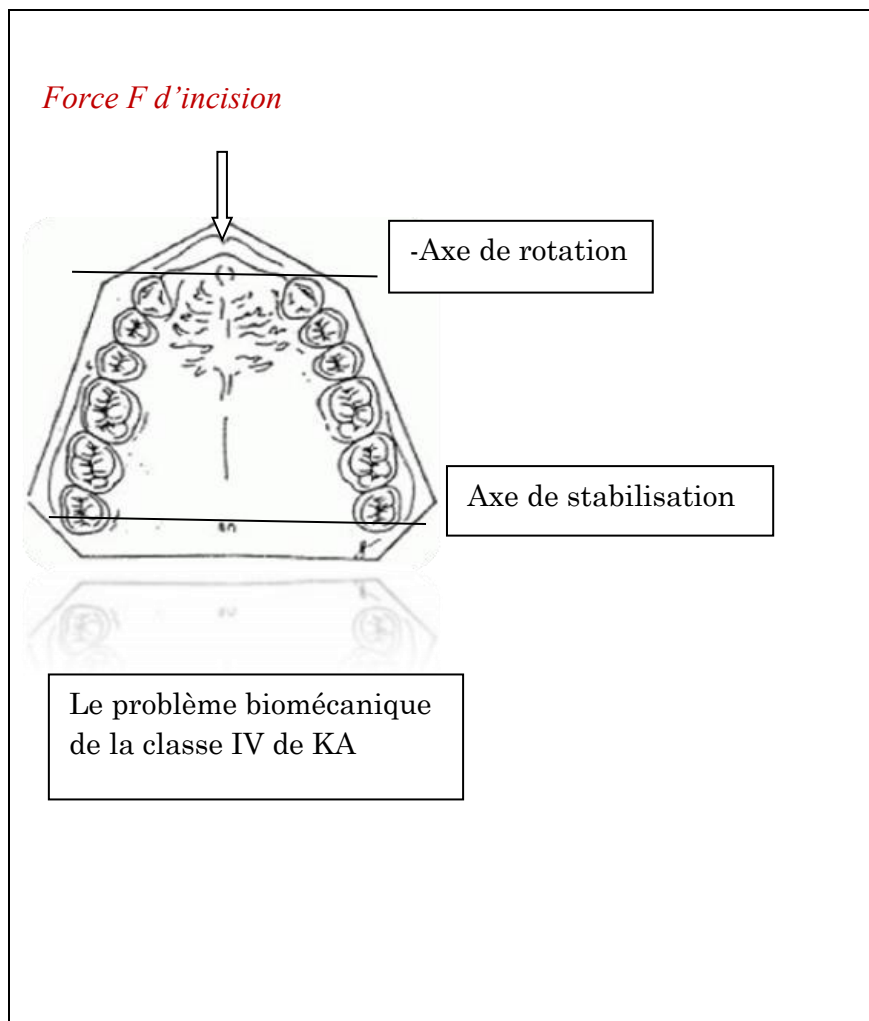 Force F d’incision
-Axe de rotation
Axe de stabilisation
Le problème biomécanique
de la classe IV de KA